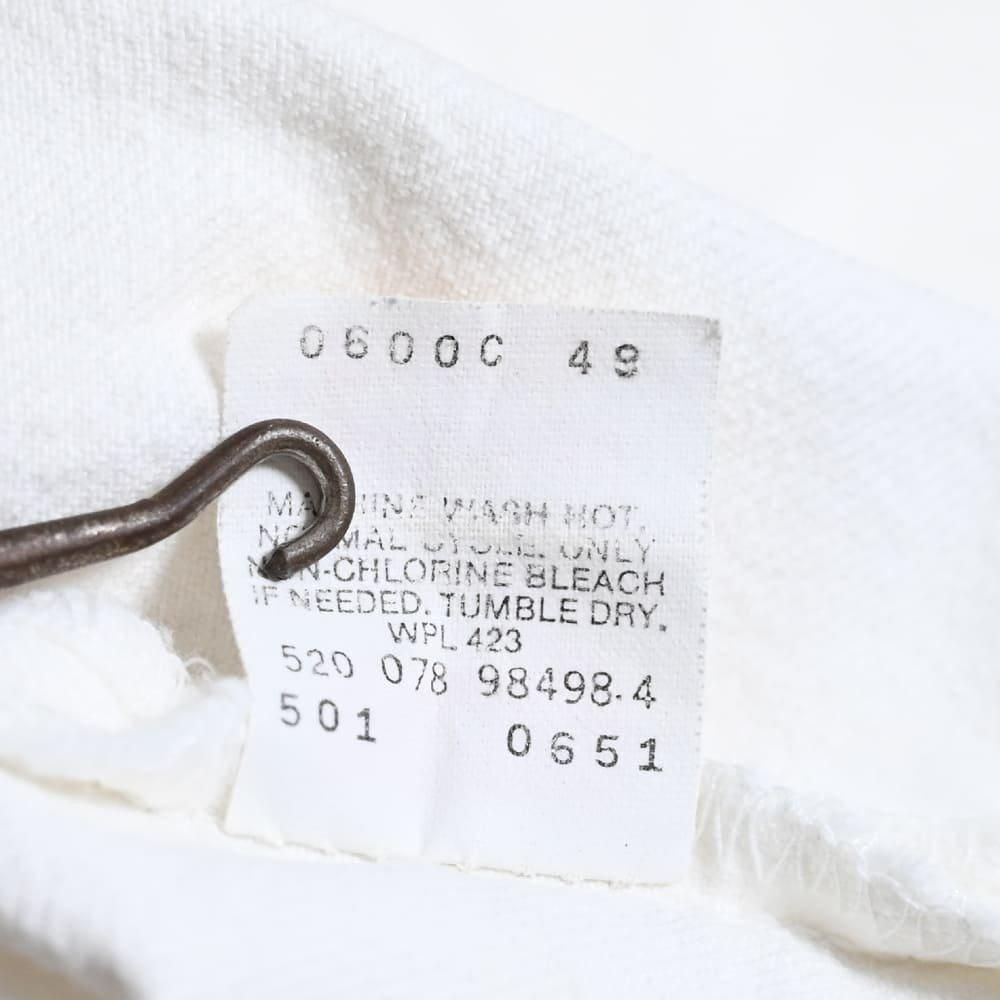 0600C 49
MACHINE WASH HOT,
NORMAL CYCLE. ONLY
NON-CHLORINE BLEACH
IF NEEDED. TUMBLE DRY.
WPL 423
520 078 98498-4
501 0651